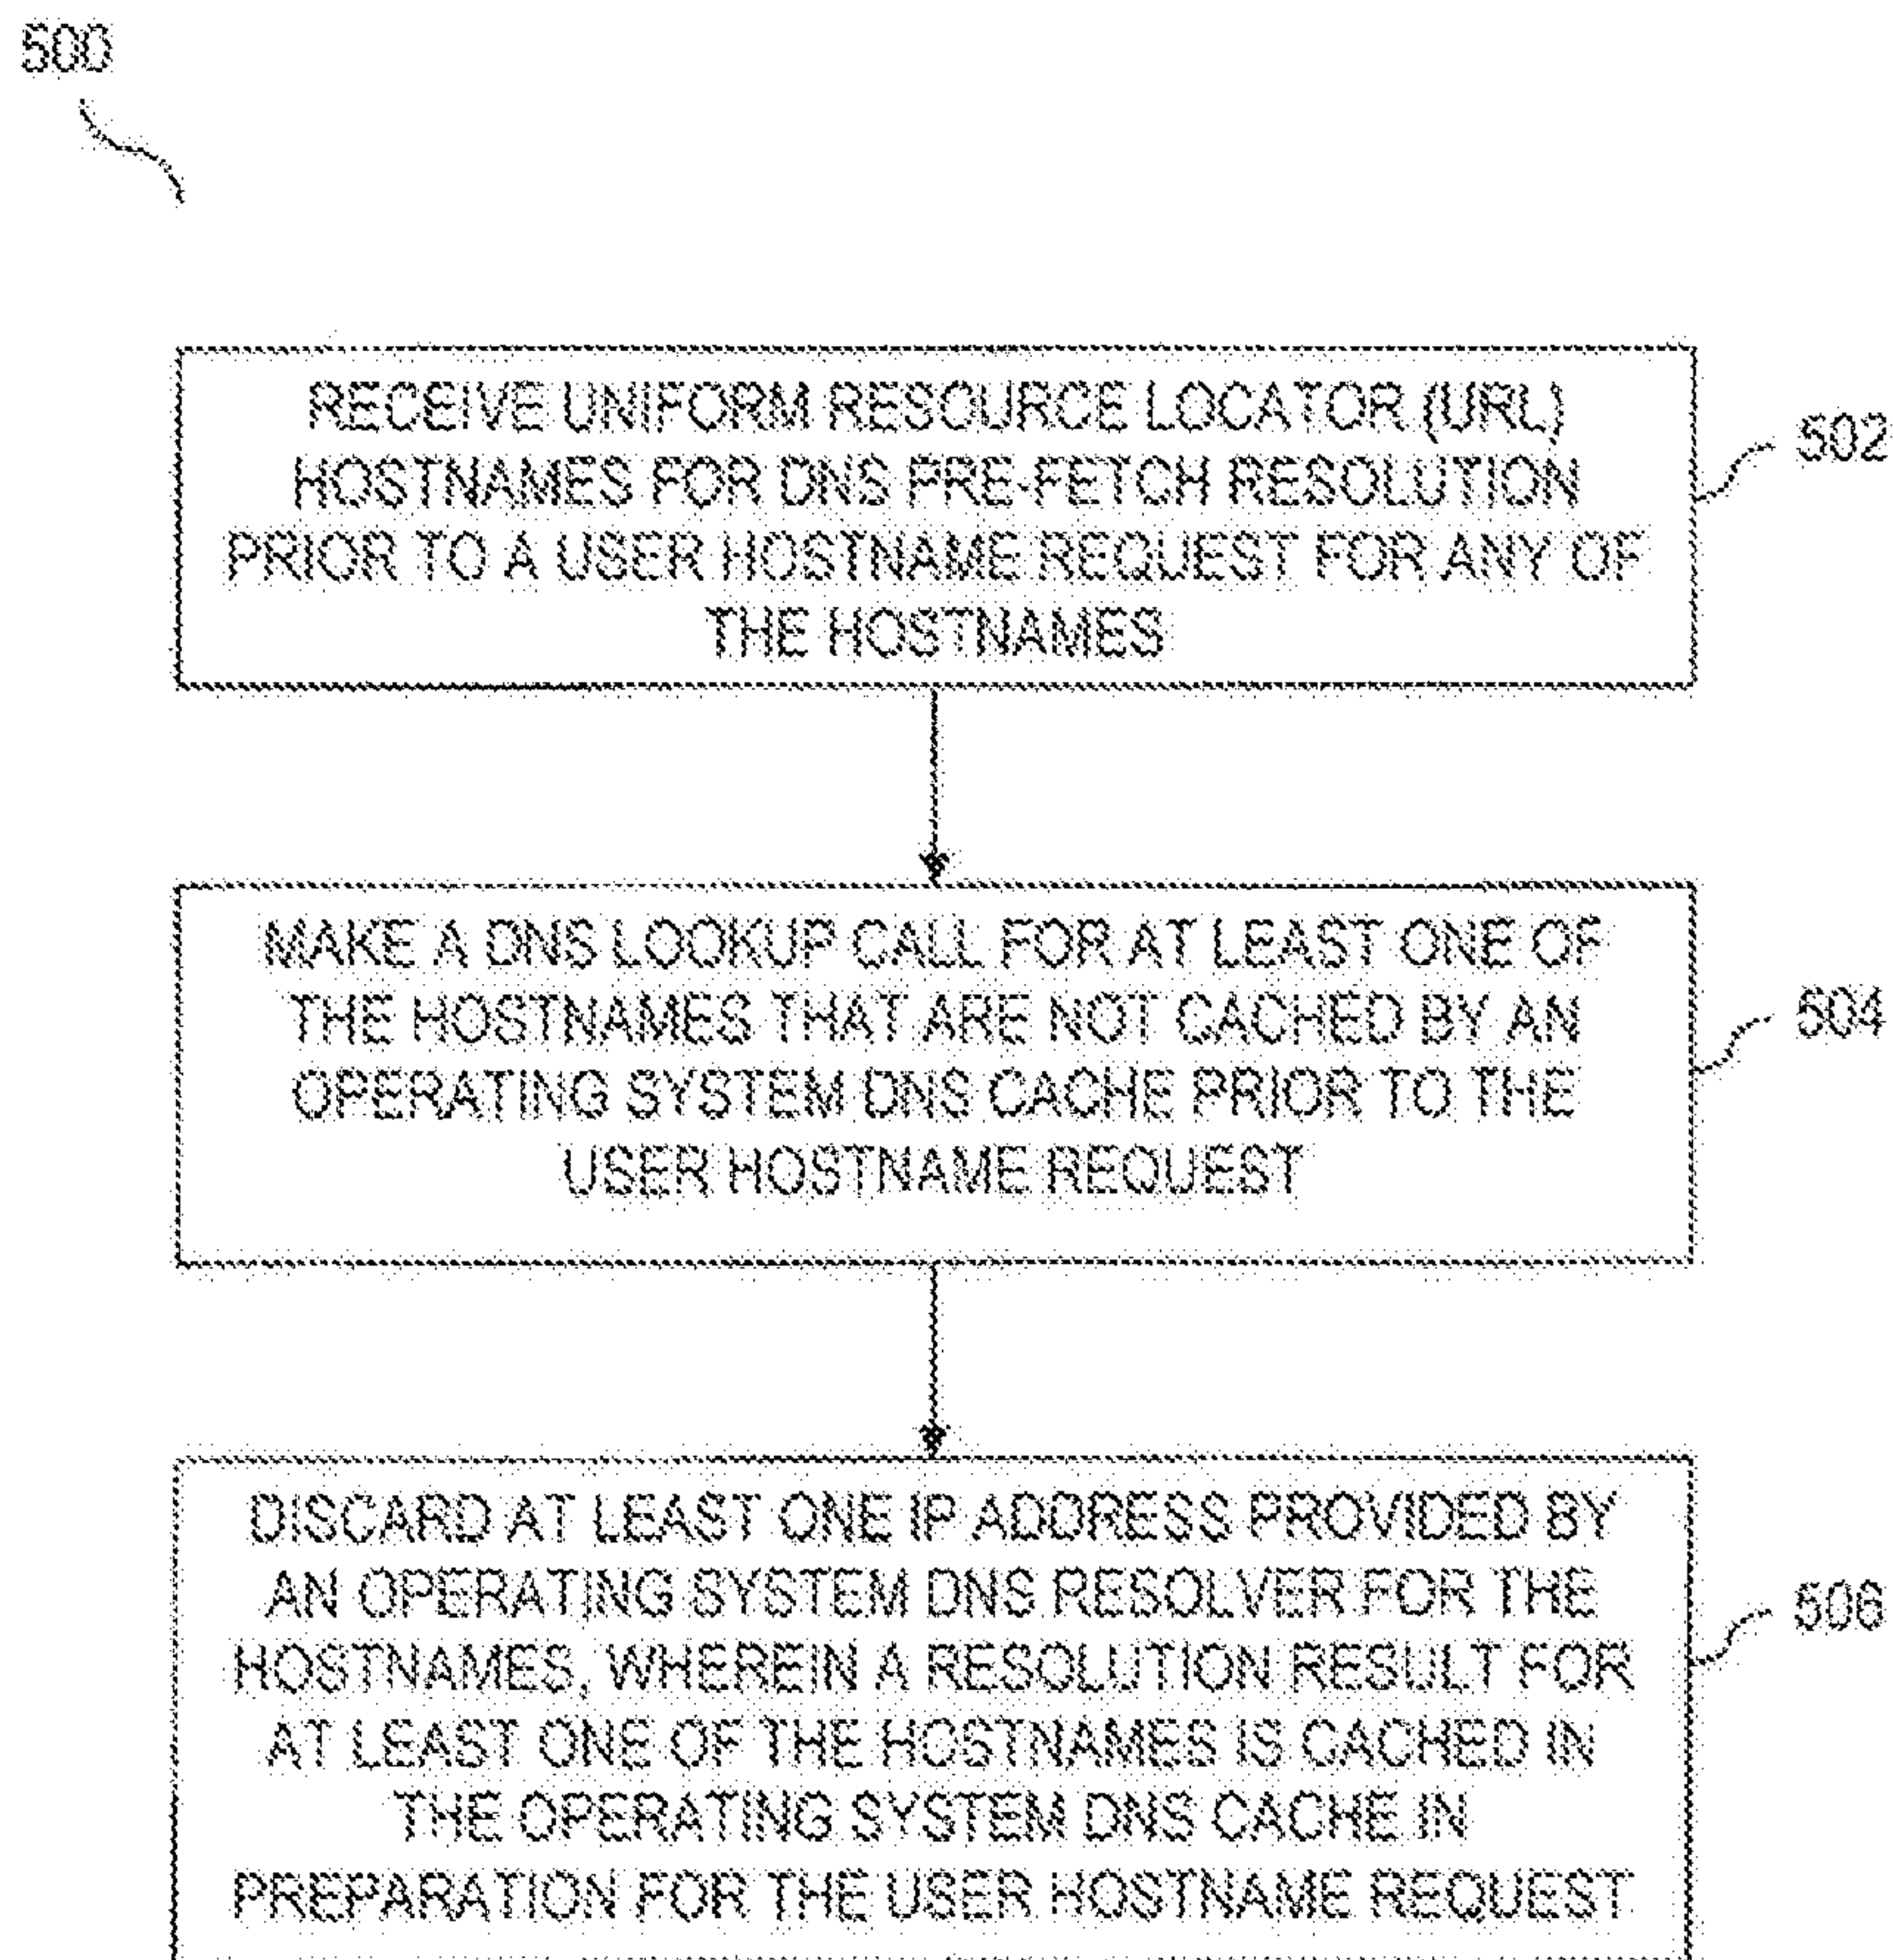 500
RECEIVE UNIFORM RESOURCE LOCATOR (URL)
HOSTNAMES FOR DNS PRE-FETCH RESOLUTION
PRIOR TO A USER HOSTNAME REQUEST FOR ANY OF
THE HOSTNAMES
502
MAKE A DNS LOOKUP CALL FOR AT LEAST ONE OF
THE HOSTNAMES THAT ARE NOT CACHED BY AN
OPERATING SYSTEM DNS CACHE PRIOR TO THE
USER HOSTNAME REQUEST
504
DISCARD AT LEAST ONE IP ADDRESS PROVIDED BY
AN OPERATING SYSTEM DNS RESOLVER FOR THE
HOSTNAMES, WHEREIN A RESOLUTION RESULT FOR
AT LEAST ONE OF THE HOSTNAMES IS CACHED IN
THE OPERATING SYSTEM DNS CACHE IN
PREPARATION FOR THE USER HOSTNAME REQUEST
506